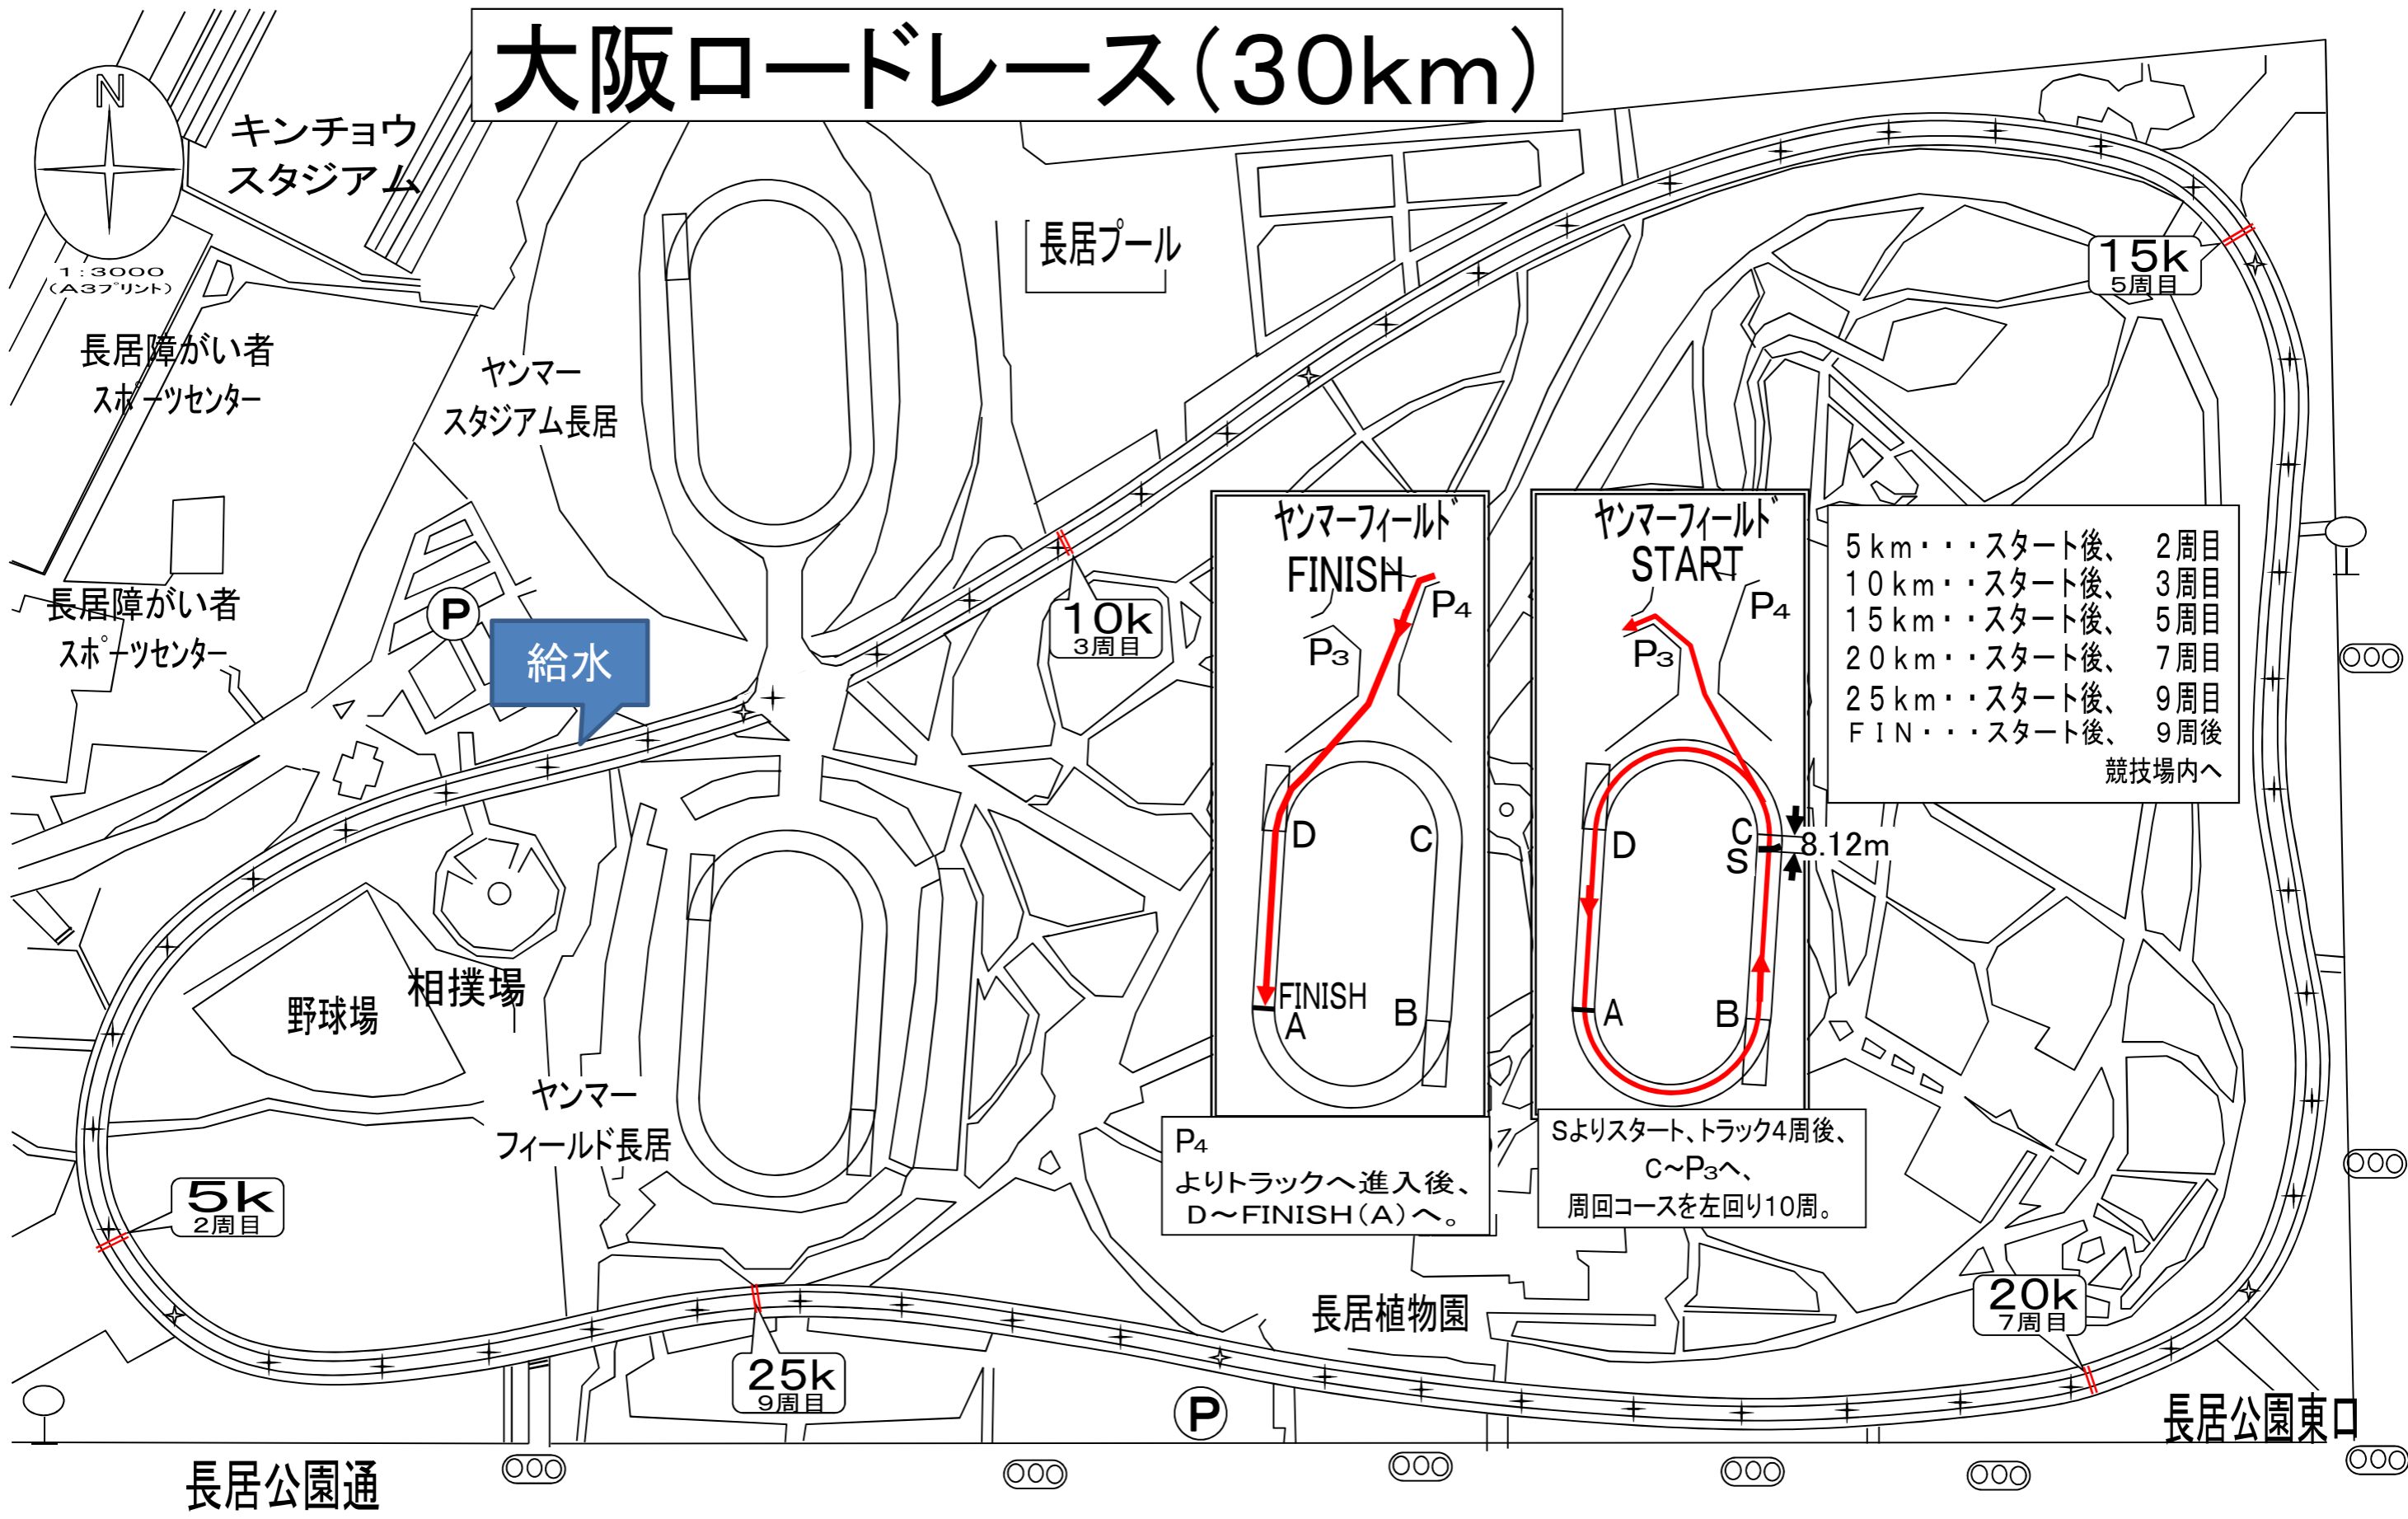 大阪ロードレース(30km)
N
1:3000
(A3プリント)
キンチョウ
スタジアム
長居障がい者
スポーツセンター
ヤンマー
スタジアム長居
長居プール
15k
5周目
長居障がい者
スポーツセンター
P
給水
10k
3周目
ヤンマーフィールド
FINISH
P4
P3
D
C
FINISH
A
B
P4
よりトラックへ進入後、
D～FINISH(A)へ。
ヤンマーフィールド
START
P4
P3
D
C
S
8.12m
A
B
Sよりスタート、トラック4周後、
C～P3へ、
周回コースを左回り10周。
5km・・・スタート後、 2周目
10km・・スタート後、 3周目
15km・・スタート後、 5周目
20km・・スタート後、 7周目
25km・・スタート後、 9周目
FIN・・・スタート後、 9周後
競技場内へ
相撲場
野球場
ヤンマー
フィールド長居
5k
2周目
25k
9周目
長居植物園
20k
7周目
P
長居公園東口
長居公園通